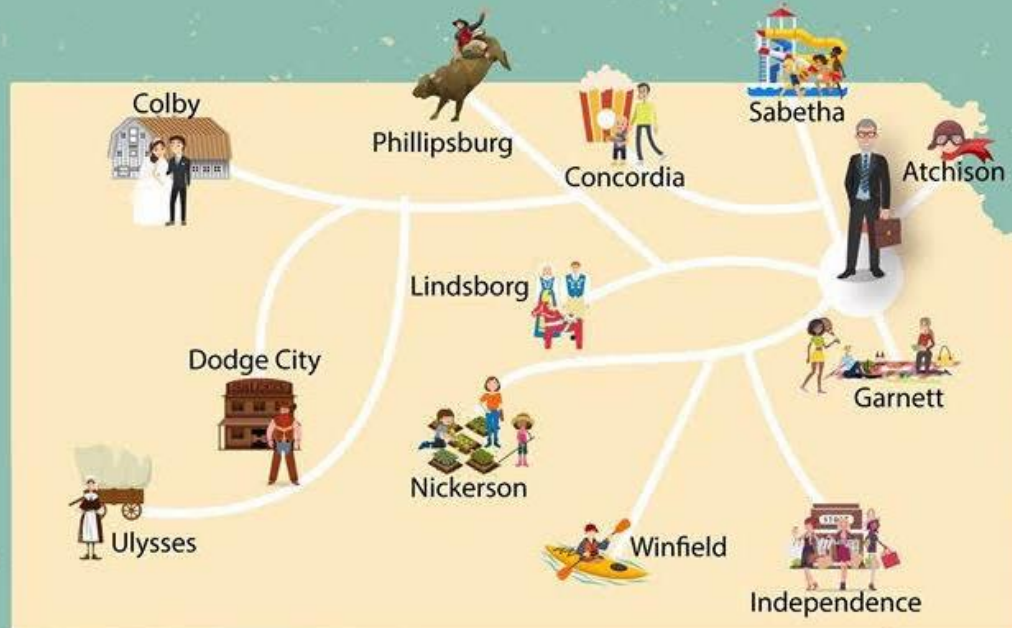 Colby
Phillipsburg
Concordia
Sabetha
Atchison
Lindsborg
Dodge City
Garnett
Nickerson
Ulysses
Winfield
Independence